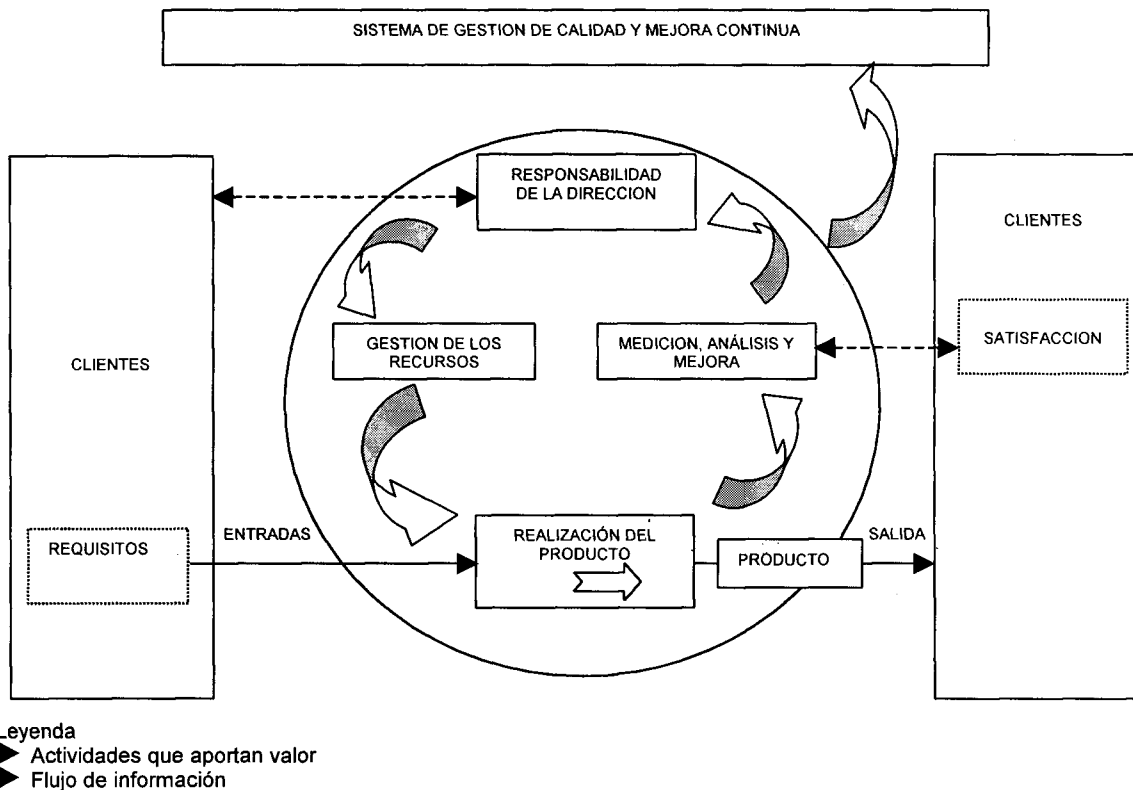 SISTEMA DE GESTION DE CALIDAD Y MEJORA CONTINUA
RESPONSABILIDAD
DE LA DIRECCION
CLIENTES
SATISFACCION
GESTION DE LOS
RECURSOS
MEDICION, ANÁLISIS Y
MEJORA
CLIENTES
REQUISITOS
ENTRADAS
REALIZACIÓN DEL
PRODUCTO
PRODUCTO
SALIDA
Leyenda
Actividades que aportan valor
Flujo de información